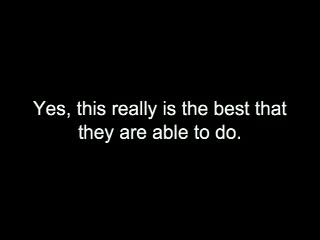 Yes, this really is the best that
they are able to do.